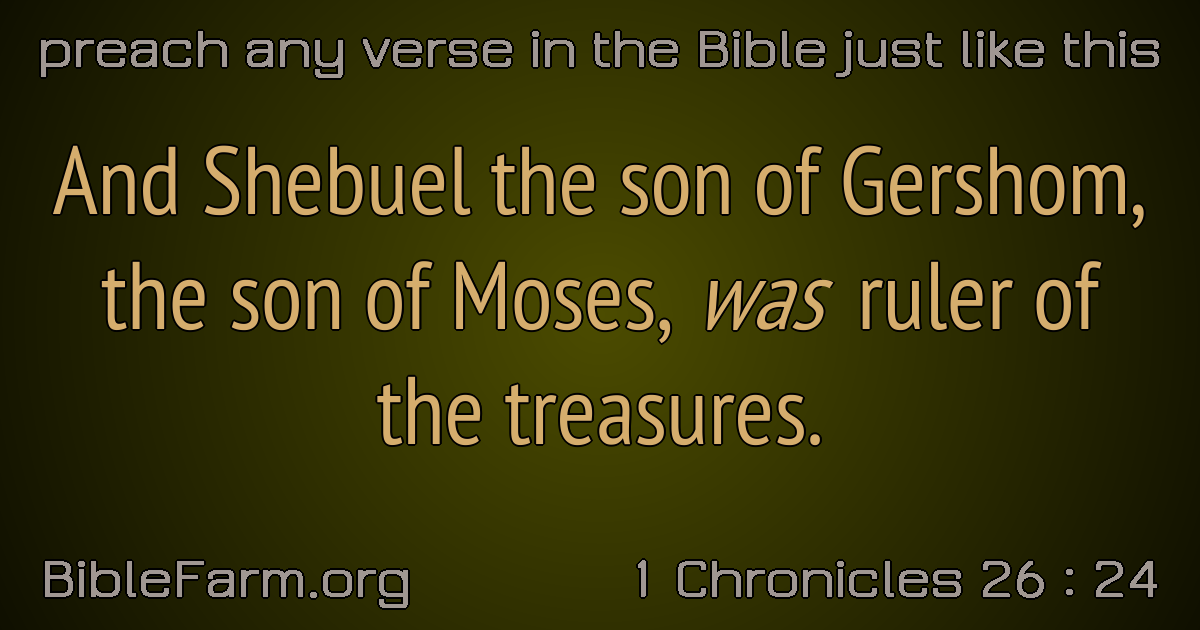 preach any verse in the Bible just like this
And Shebuel the son of Gershom,
the son of Moses, was ruler of
the treasures.
BibleFarm.org
1 Chronicles 26 : 24